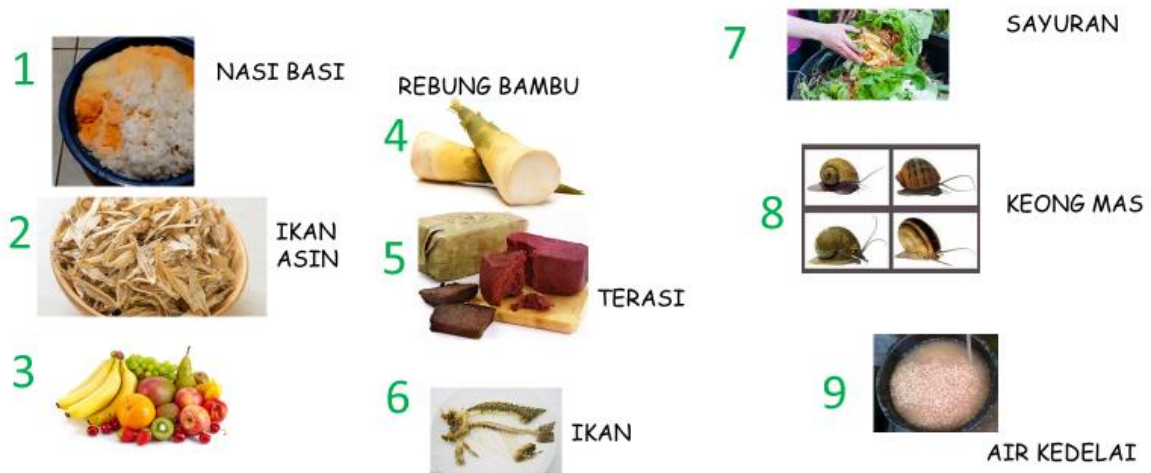 1
NASI BASI
2
IKAN
ASIN
3
REBUNG BAMBU
4
5
TERASI
6
IKAN
7
SAYURAN
8
KEONG MAS
9
AIR KEDELAI